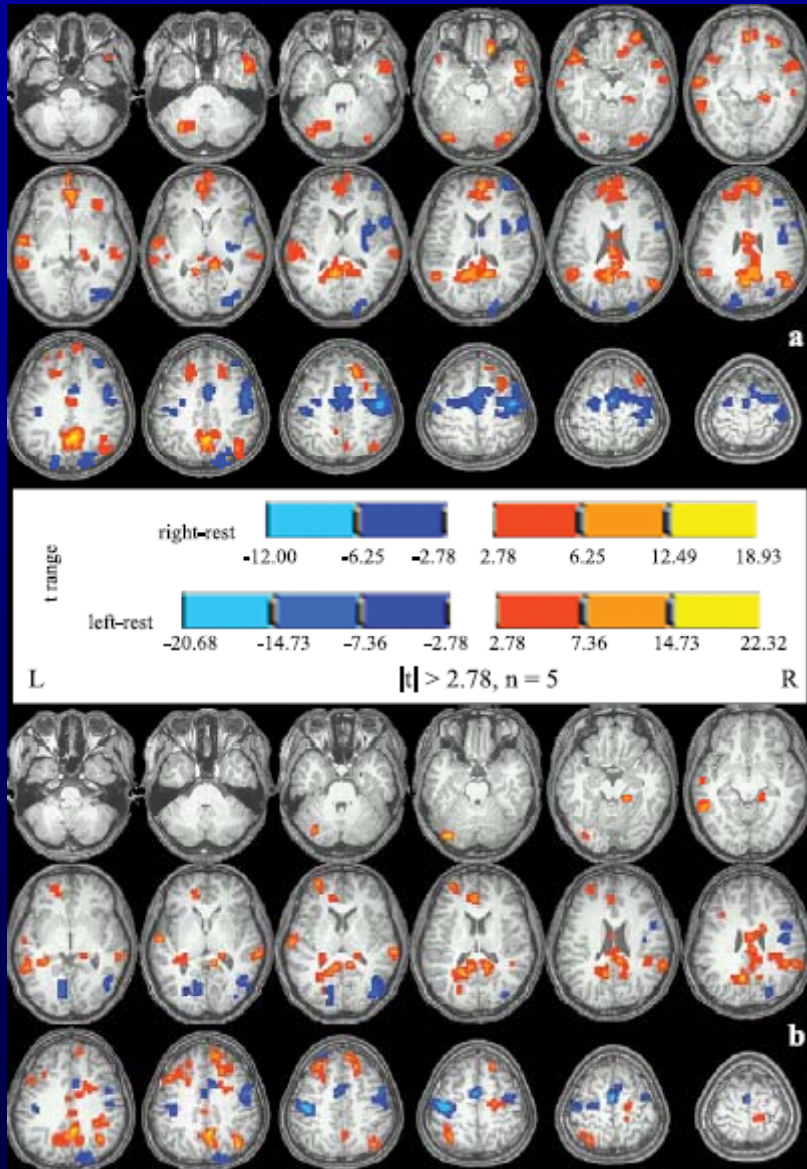 a
right-rest
-12.00 -6.25 -2.78 2.78 6.25 12.49 18.93
t range
left-rest
-20.68 -14.73 -7.36 -2.78 2.78 7.36 14.73 22.32
L |t| > 2.78, n = 5 R
b